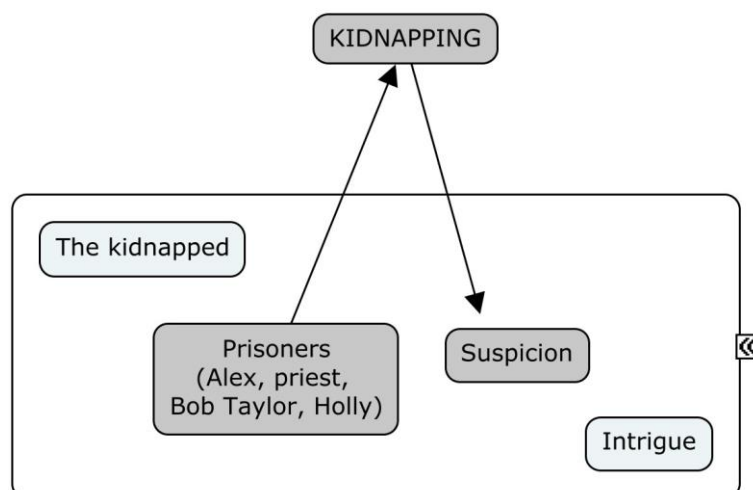 KIDNAPPING
The kidnapped
Prisoners
(Alex, priest,
Bob Taylor, Holly)
Suspicion
Intrigue